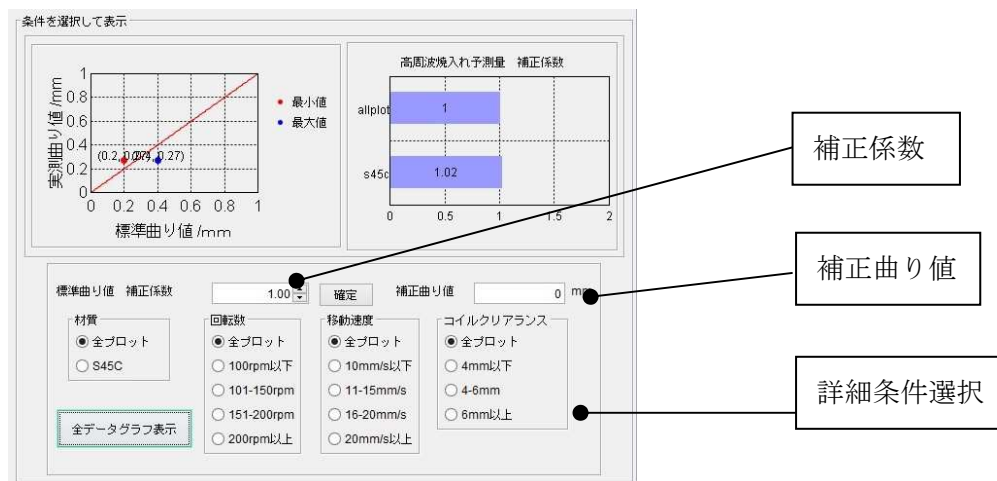 条件を選択して表示
実測曲り値 /mm
1
0.8
0.6
0.4
0.2
0
(0.2, 0.27)
(0.4, 0.27)
0 0.2 0.4 0.6 0.8 1
標準曲り値 /mm
最小値
最大値
高周波焼入れ予測量 補正係数
allplot
1
s45c
1.02
0 0.5 1 1.5 2
補正係数
補正曲り値
詳細条件選択
標準曲り値 補正係数 1.00 確定 補正曲り値 0 mm
材質
全プロット
S45C
全データグラフ表示
回転数
全プロット
100rpm以下
101-150rpm
151-200rpm
200rpm以上
移動速度
全プロット
10mm/s以下
11-15mm/s
16-20mm/s
20mm/s以上
コイルクリアランス
全プロット
4mm以下
4-6mm
6mm以上